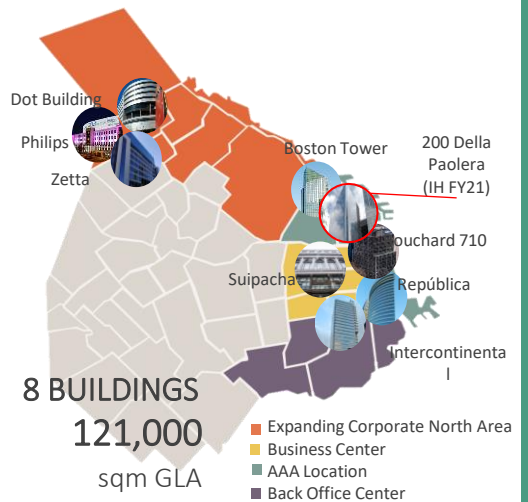 Dot Building
Philips
Zetta
Boston Tower
200 Della
Paolera
(IH FY21)
ouchard 710
Suipacha
República
Intercontinenta
l
8 BUILDINGS
121,000
sqm GLA
Expanding Corporate North Area
Business Center
AAA Location
Back Office Center